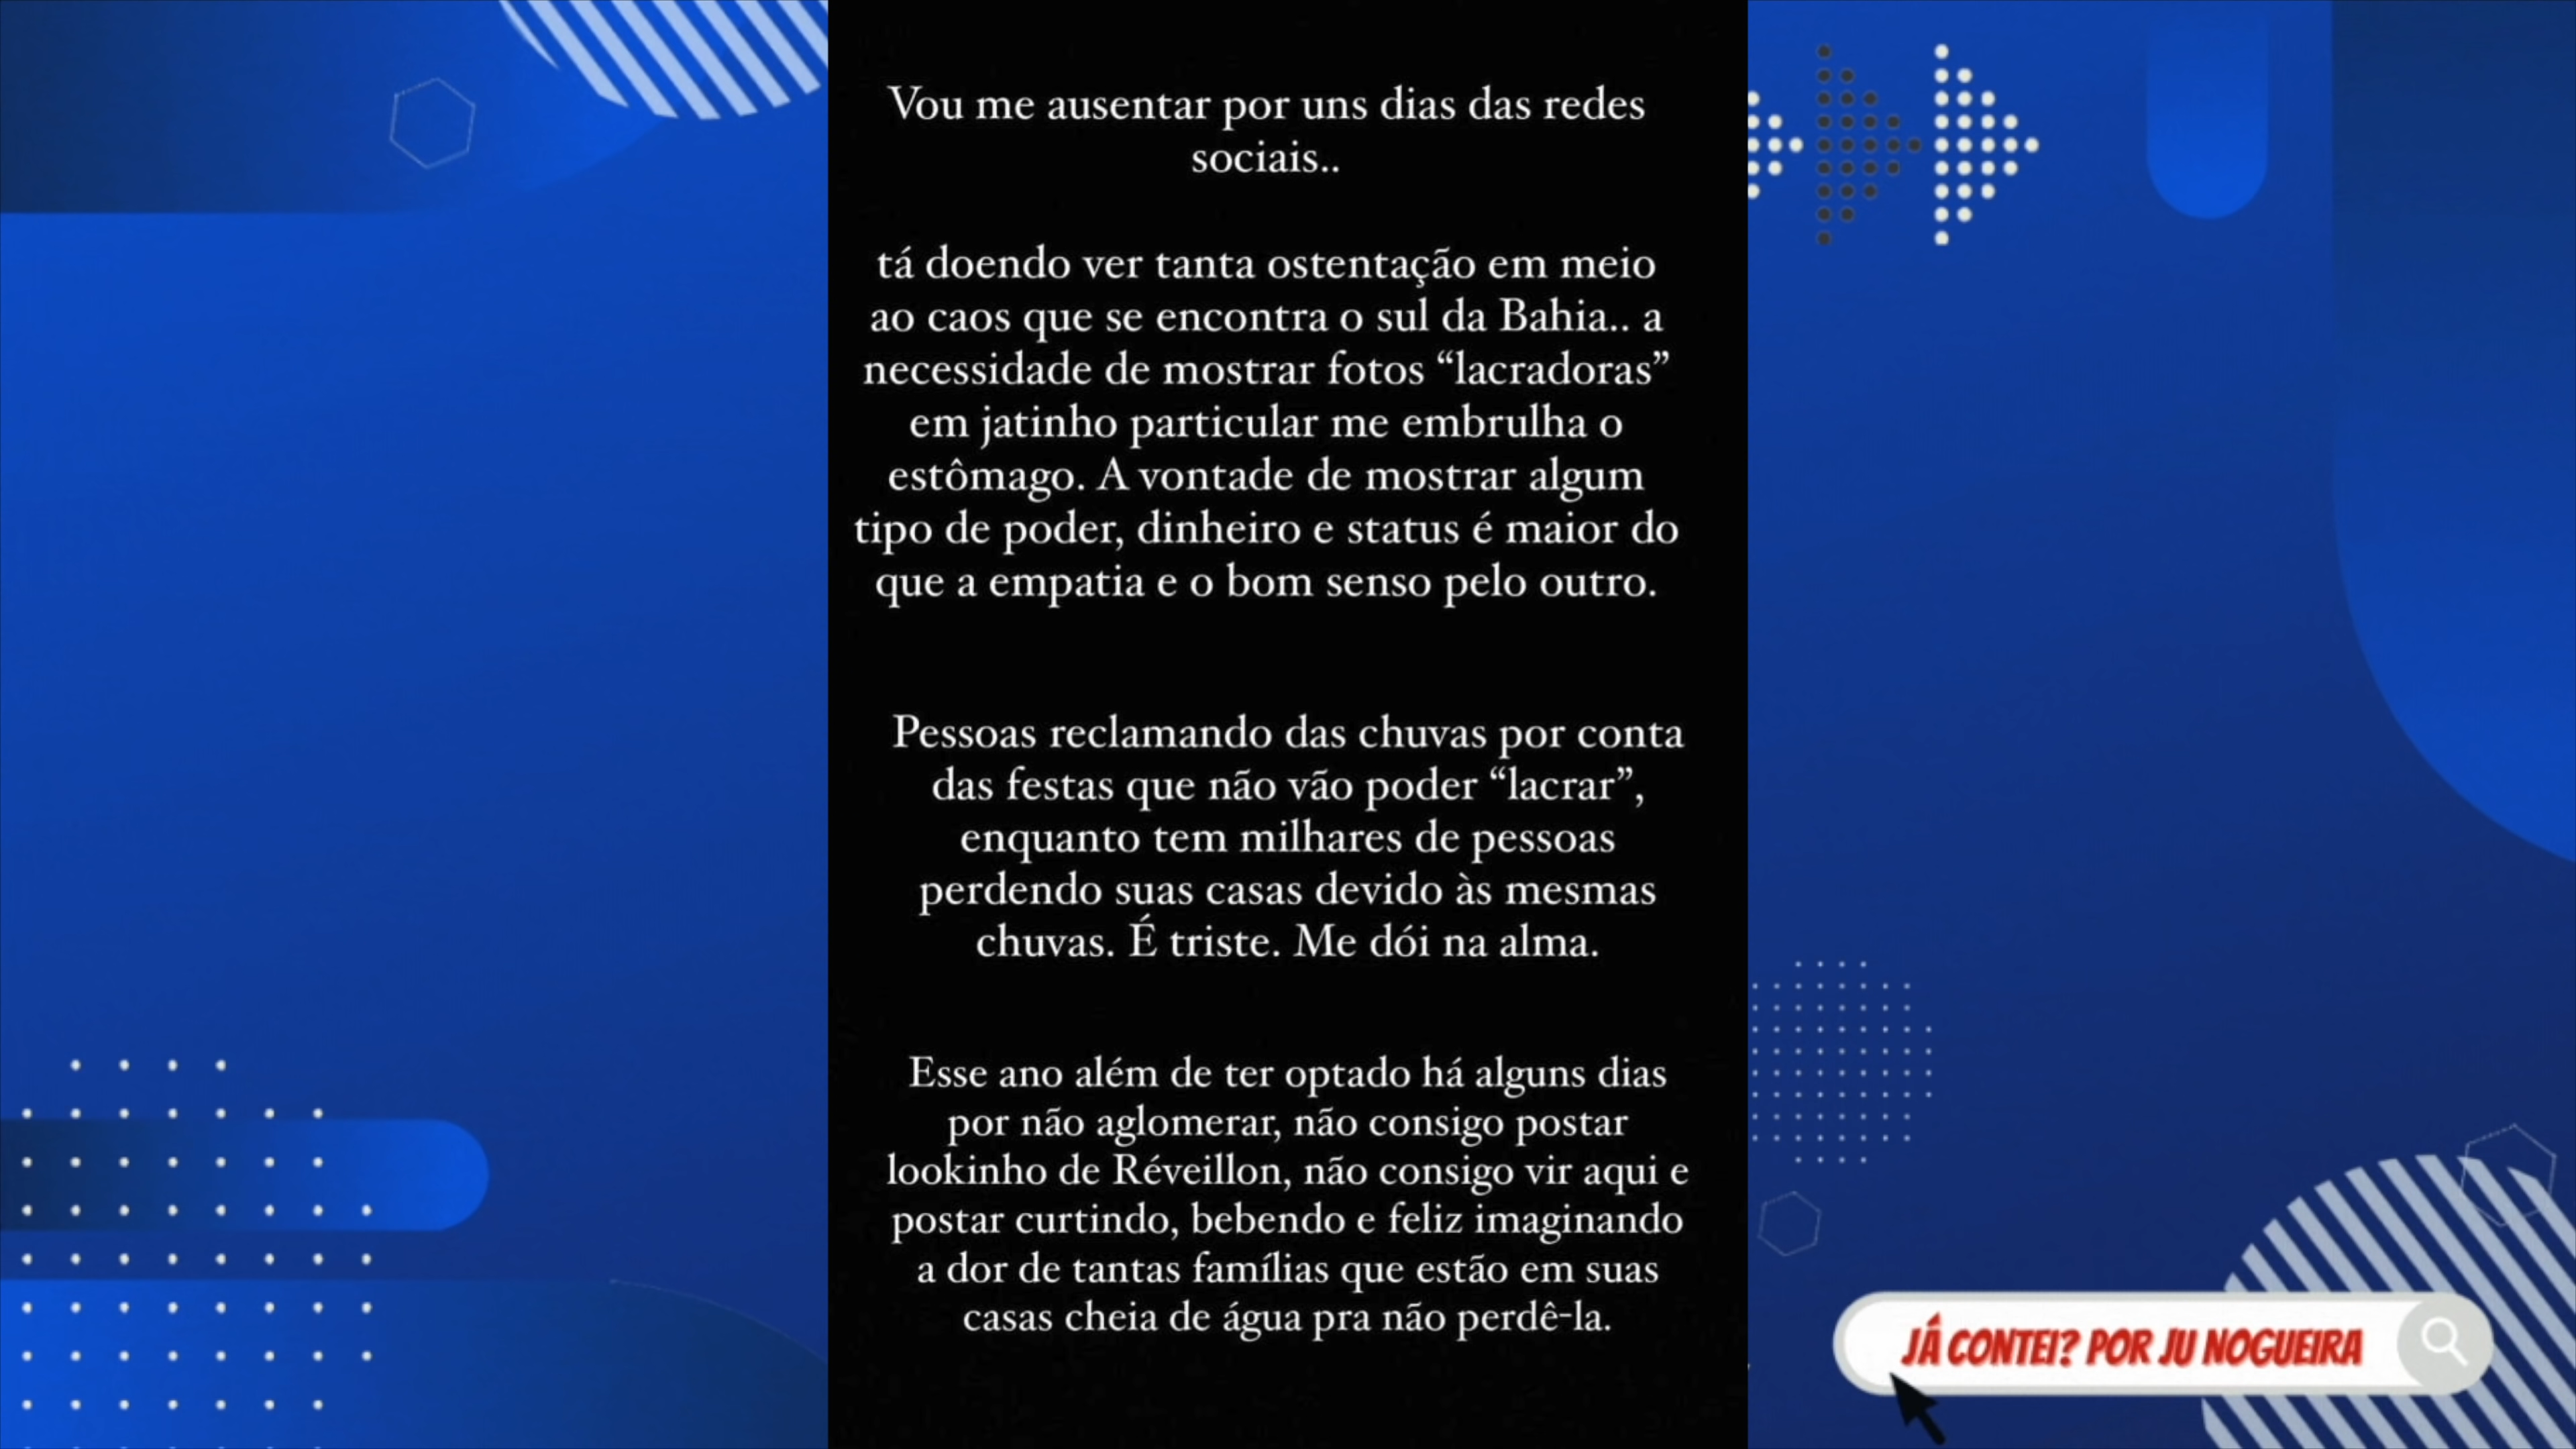 Vou me ausentar por uns dias das redes
sociais..
tá doendo ver tanta ostentação em meio
ao caos que se encontra o sul da Bahia.. a
necessidade de mostrar fotos “lacradoras”
em jatinho particular me embrulha o
estômago. A vontade de mostrar algum
tipo de poder, dinheiro e status é maior do
que a empatia e o bom senso pelo outro.
Pessoas reclamando das chuvas por conta
das festas que não vão poder “lacrar”,
enquanto tem milhares de pessoas
perdendo suas casas devido às mesmas
chuvas. É triste. Me dói na alma.
Esse ano além de ter optado há alguns dias
por não aglomerar, não consigo postar
lookinho de Réveillon, não consigo vir aqui e
postar curtindo, bebendo e feliz imaginando
a dor de tantas famílias que estão em suas
casas cheia de água pra não perdê-la.
JÁ CONTEI? POR JU NOGUEIRA